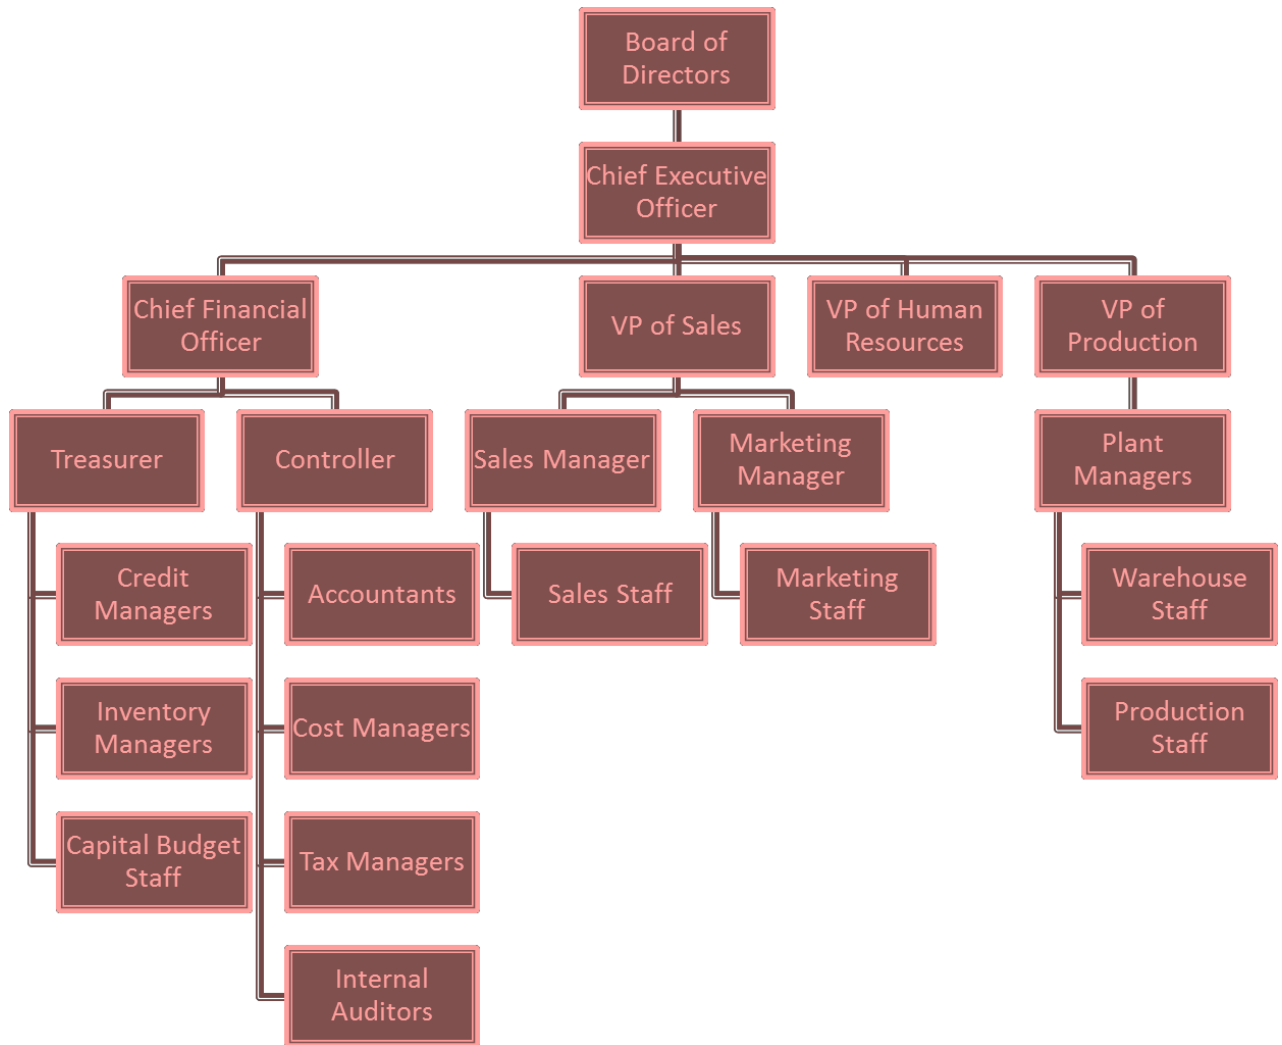 Board of
Directors
Chief Executive
Officer
Chief Financial
Officer
VP of Sales
VP of Human
Resources
VP of
Production
Treasurer
Controller
Sales Manager
Marketing
Manager
Plant
Managers
Credit
Managers
Accountants
Sales Staff
Marketing
Staff
Warehouse
Staff
Inventory
Managers
Cost Managers
Production
Staff
Capital Budget
Staff
Tax Managers
Internal
Auditors